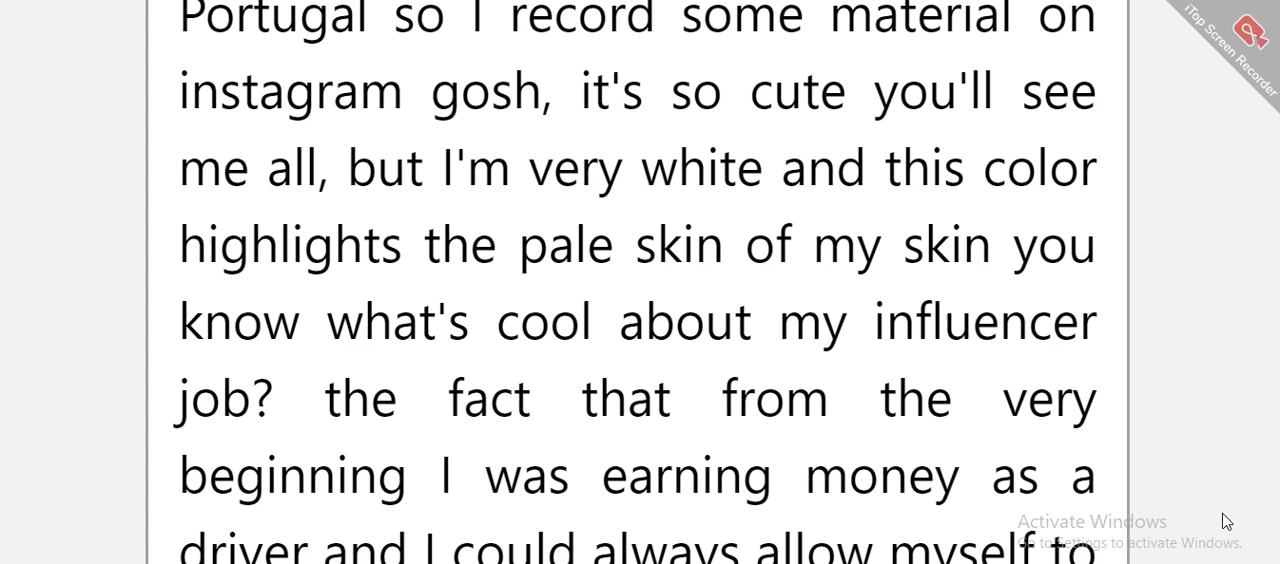 Portugal so I record some material on
instagram gosh, it's so cute you'll see
me all, but I'm very white and this color
highlights the pale skin of my skin you
know what's cool about my influencer
job? the fact that from the very
beginning I was earning money as a
driver and I could always allow myself to
iTop Screen Recorder
Activate Windows
Go to Settings to activate Windows.